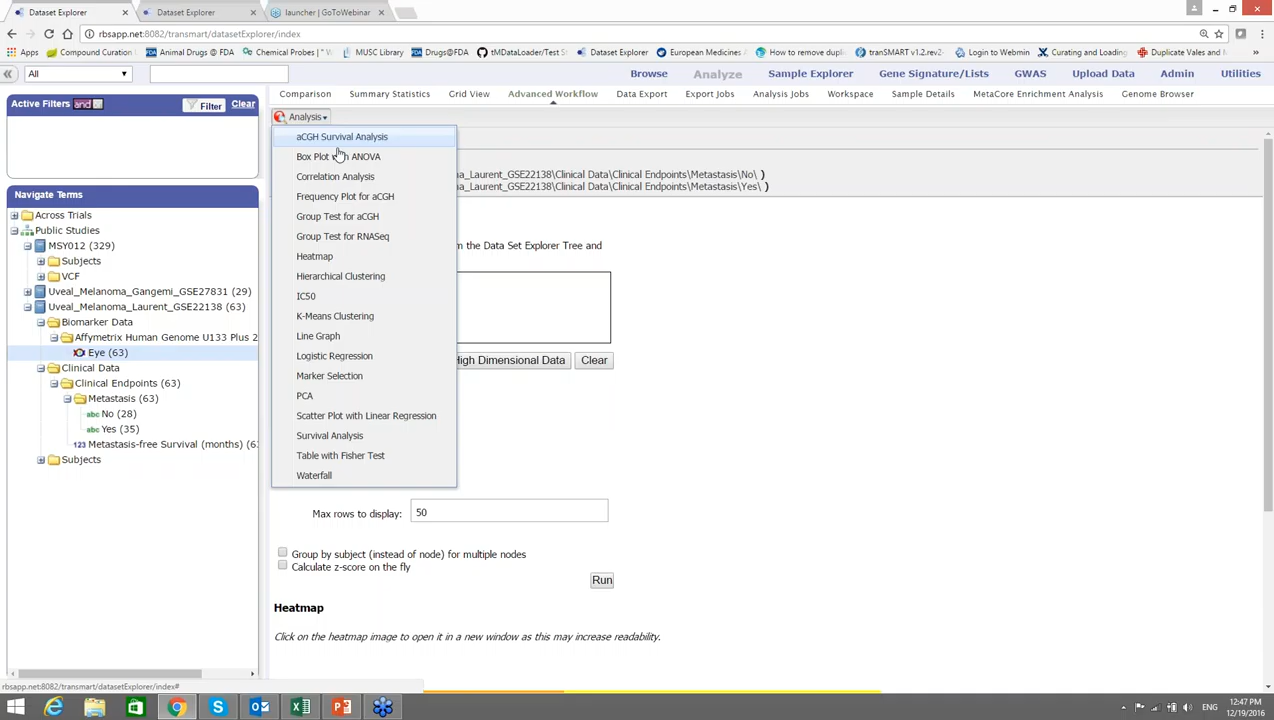 Dataset Explorer
Dataset Explorer
launcher | GoToWebinar
rbsapp.net:8082/transmart/datasetExplorer/index
Apps
Compound Curation
Animal Drugs @ FDA
Chemical Probes | "
MUSC Library
Drugs@FDA
tMDataLoader/Test S
Dataset Explorer
European Medicines
How to remove dupli
tranSMART v1.2.rev2-
Login to Webmin
Curating and Loading
Duplicate Vales and M
All
Browse
Analyze
Sample Explorer
Gene Signature/Lists
GWAS
Upload Data
Admin
Utilities
Active Filters
and
Filter
Clear
Comparison
Summary Statistics
Grid View
Advanced Workflow
Data Export
Export Jobs
Analysis Jobs
Workspace
Sample Details
MetaCore Enrichment Analysis
Genome Browser
Analysis
aCGH Survival Analysis
Box Plot with ANOVA
Correlation Analysis
Frequency Plot for aCGH
Group Test for aCGH
Group Test for RNASeq
Heatmap
Hierarchical Clustering
IC50
K-Means Clustering
Line Graph
Logistic Regression
Marker Selection
PCA
Scatter Plot with Linear Regression
Survival Analysis
Table with Fisher Test
Waterfall
ma_Laurent_GSE22138\Clinical Data\Clinical Endpoints\Metastasis\No\ )
ma_Laurent_GSE22138\Clinical Data\Clinical Endpoints\Metastasis\Yes\ )
m the Data Set Explorer Tree and
High Dimensional Data
Clear
Max rows to display:
50
Group by subject (instead of node) for multiple nodes
Calculate z-score on the fly
Run
Heatmap
Click on the heatmap image to open it in a new window as this may increase readability.
Navigate Terms
Across Trials
Public Studies
MSY012 (329)
Subjects
VCF
Uveal_Melanoma_Gangemi_GSE27831 (29)
Uveal_Melanoma_Laurent_GSE22138 (63)
Biomarker Data
Affymetrix Human Genome U133 Plus 2
Eye (63)
Clinical Data
Clinical Endpoints (63)
Metastasis (63)
abc No (28)
abc Yes (35)
123 Metastasis-free Survival (months) (6
Subjects
rbsapp.net:8082/transmart/datasetExplorer/index#
ENG
12:47 PM
12/19/2016